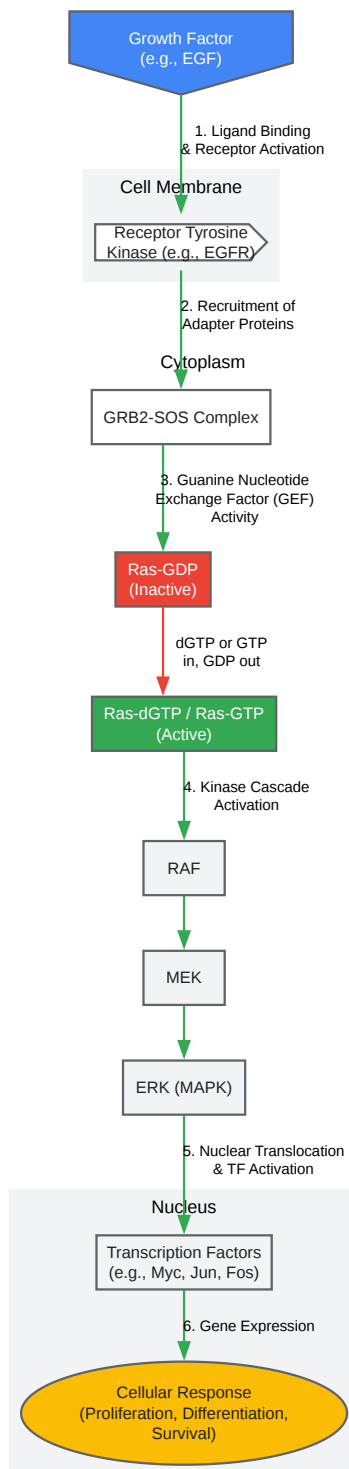 Growth Factor
(e.g., EGF)
1. Ligand Binding
& Receptor Activation
Cell Membrane
Receptor Tyrosine
Kinase (e.g., EGFR)
2. Recruitment of
Adapter Proteins
Cytoplasm
GRB2-SOS Complex
3. Guanine Nucleotide
Exchange Factor (GEF)
Activity
Ras-GDP
(Inactive)
dGTP or GTP
in, GDP out
Ras-dGTP / Ras-GTP
(Active)
4. Kinase Cascade
Activation
RAF
MEK
ERK (MAPK)
5. Nuclear Translocation
& TF Activation
Nucleus
Transcription Factors
(e.g., Myc, Jun, Fos)
6. Gene Expression
Cellular Response
(Proliferation, Differentiation,
Survival)